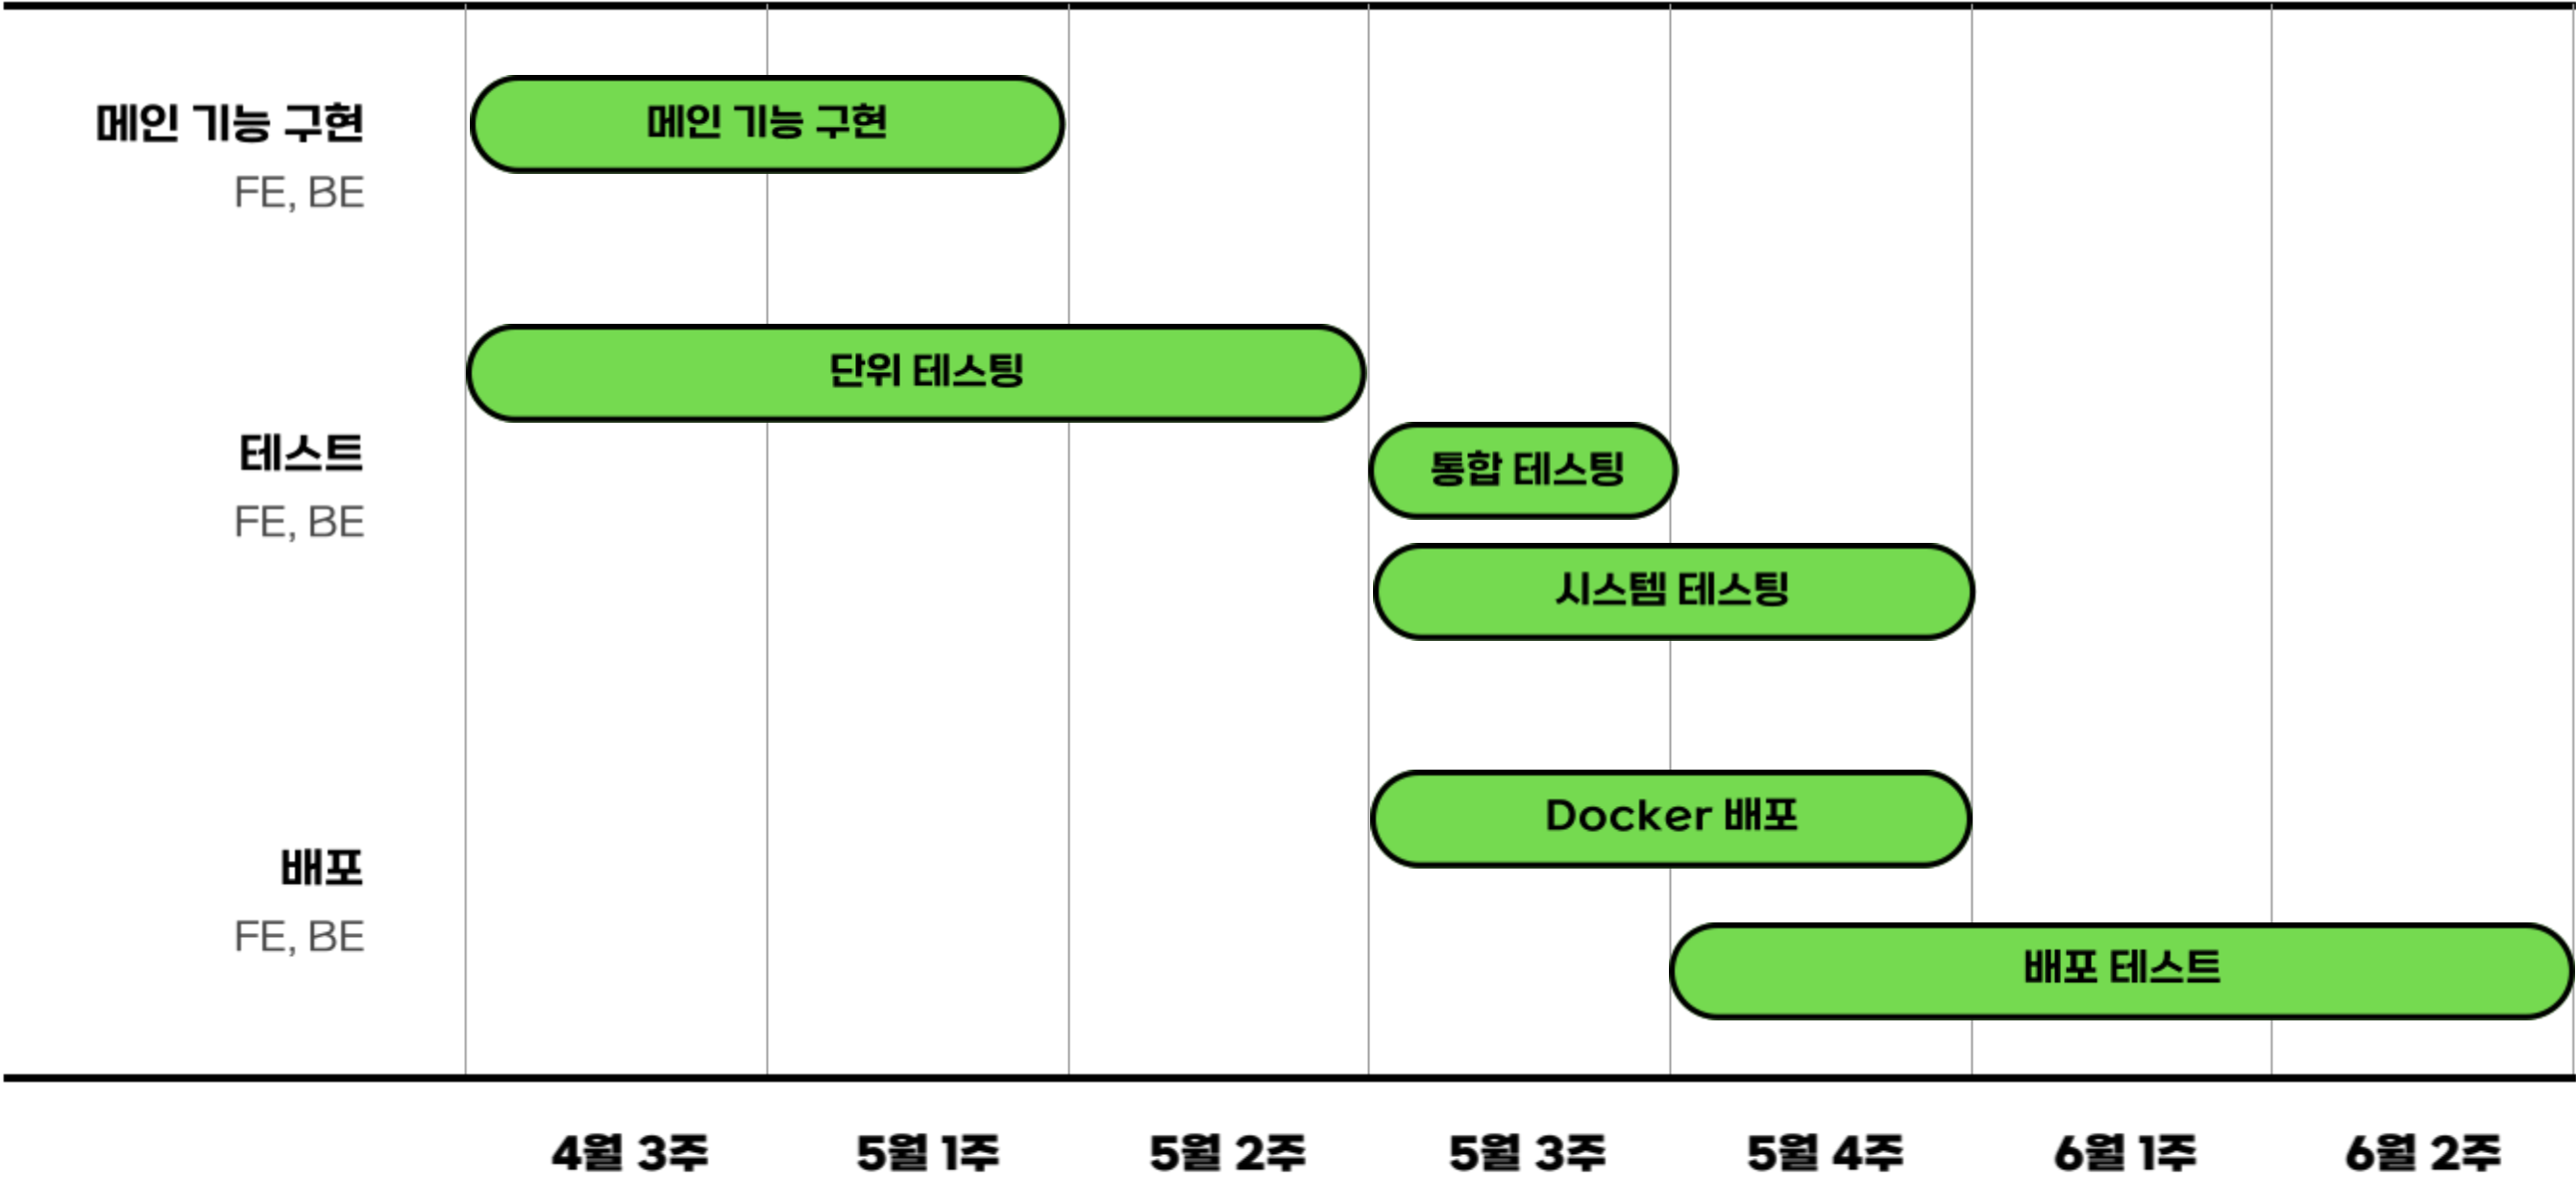 메인 기능 구현
FE, BE
메인 기능 구현
단위 테스팅
테스트
FE, BE
통합 테스팅
시스템 테스팅
Docker 배포
배포
FE, BE
배포 테스트
4월 3주 5월 1주 5월 2주 5월 3주 5월 4주 6월 1주 6월 2주